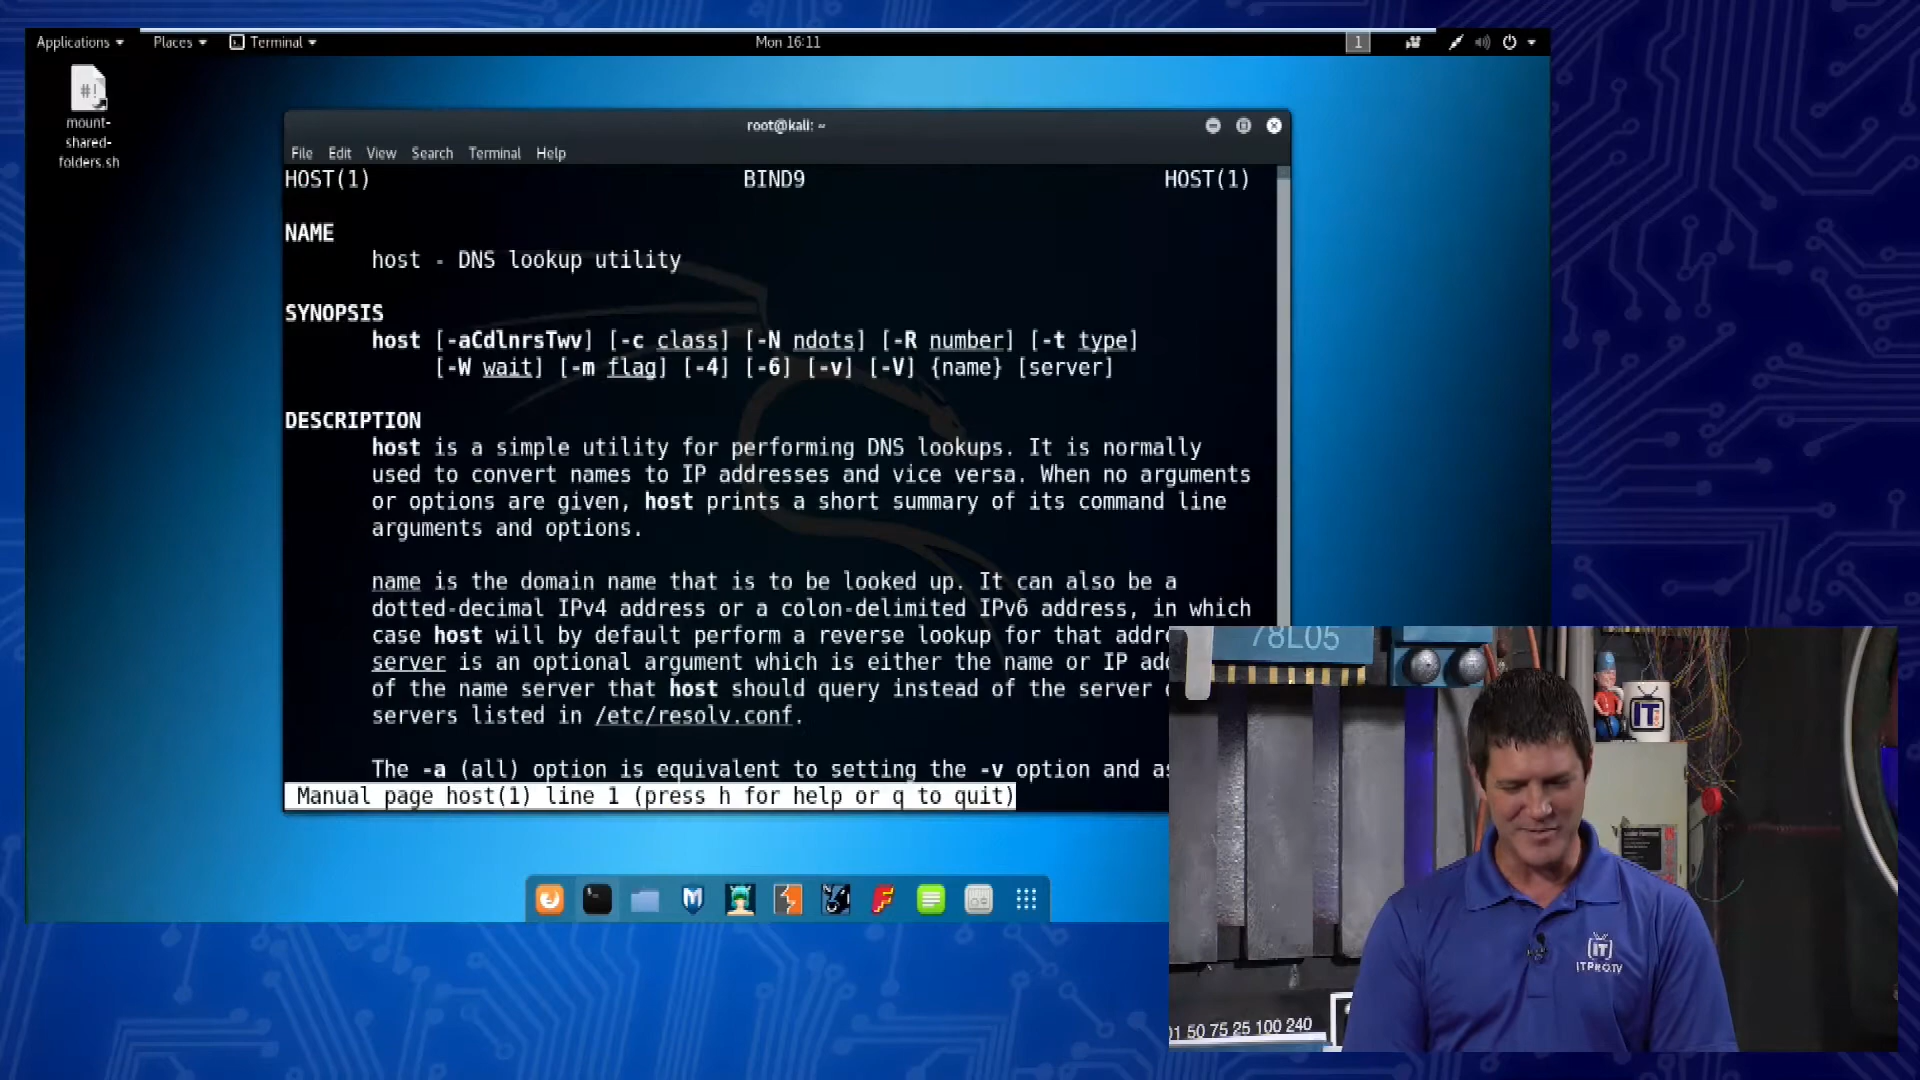 Applications
Places
Terminal
Mon 16:11
1
#!
mount-
shared-
folders.sh
root@kali: ~
File Edit View Search Terminal Help
HOST(1) BIND9 HOST(1)
NAME
host - DNS lookup utility
SYNOPSIS
host [-aCdlnrsTwv] [-c class] [-N ndots] [-R number] [-t type]
[-W wait] [-m flag] [-4] [-6] [-v] [-V] {name} [server]
DESCRIPTION
host is a simple utility for performing DNS lookups. It is normally
used to convert names to IP addresses and vice versa. When no arguments
or options are given, host prints a short summary of its command line
arguments and options.
name is the domain name that is to be looked up. It can also be a
dotted-decimal IPv4 address or a colon-delimited IPv6 address, in which
case host will by default perform a reverse lookup for that addr
server is an optional argument which is either the name or IP ad
of the name server that host should query instead of the server
servers listed in /etc/resolv.conf.
The -a (all) option is equivalent to setting the -v option and as
Manual page host(1) line 1 (press h for help or q to quit)
78L05
IT
IT
ITPRO.TV
01 50 75 25 100 240